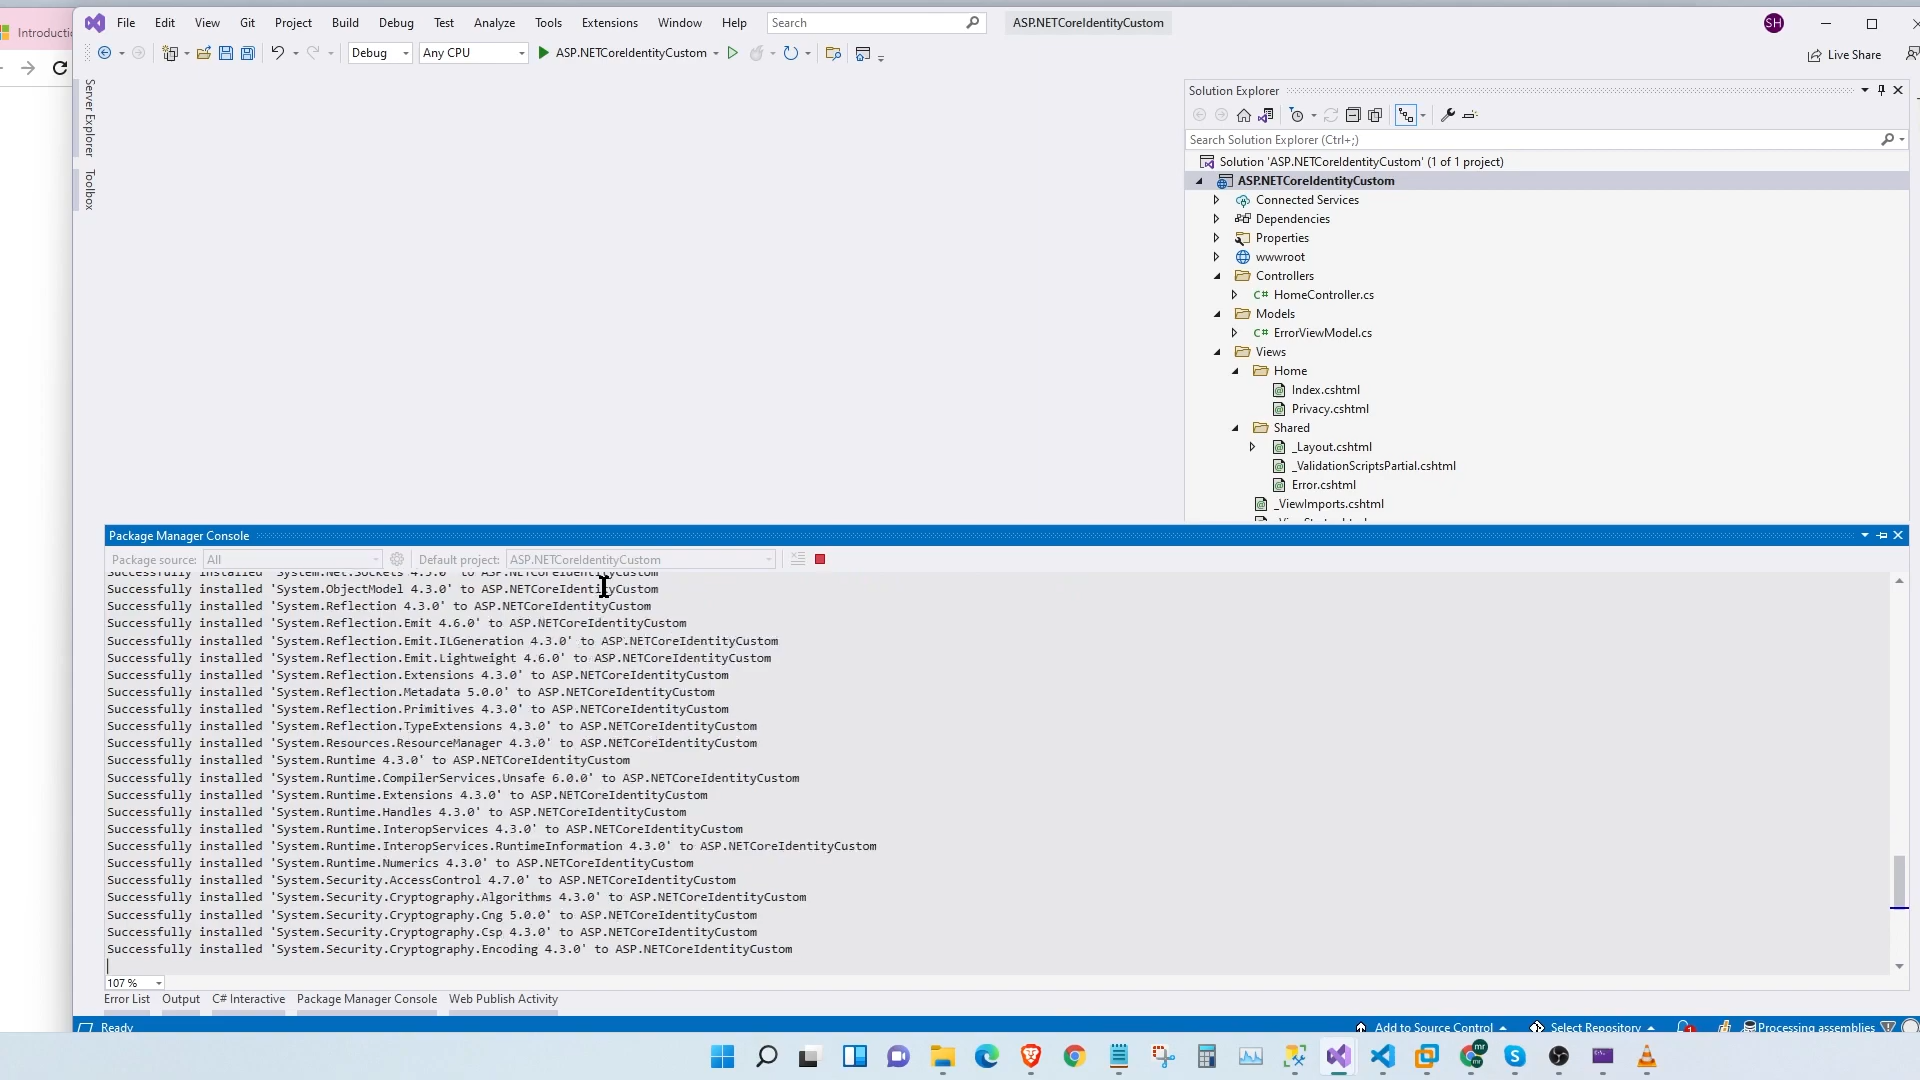 Introductio
File Edit View Git Project Build Debug Test Analyze Tools Extensions Window Help Search ASP.NETCoreIdentityCustom SH
Debug Any CPU ASP.NETCoreIdentityCustom Live Share
Server Explorer
Toolbox
Solution Explorer
Search Solution Explorer (Ctrl+;)
Solution 'ASP.NETCoreIdentityCustom' (1 of 1 project)
ASP.NETCoreIdentityCustom
Connected Services
Dependencies
Properties
wwwroot
Controllers
C# HomeController.cs
Models
C# ErrorViewModel.cs
Views
Home
Index.cshtml
Privacy.cshtml
Shared
_Layout.cshtml
_ValidationScriptsPartial.cshtml
Error.cshtml
_ViewImports.cshtml
Package Manager Console
Package source: All Default project: ASP.NETCoreIdentityCustom
Successfully installed 'System.Net.Sockets 4.3.0' to ASP.NETCoreIdentityCustom
Successfully installed 'System.ObjectModel 4.3.0' to ASP.NETCoreIdentityCustom
Successfully installed 'System.Reflection 4.3.0' to ASP.NETCoreIdentityCustom
Successfully installed 'System.Reflection.Emit 4.6.0' to ASP.NETCoreIdentityCustom
Successfully installed 'System.Reflection.Emit.ILGeneration 4.3.0' to ASP.NETCoreIdentityCustom
Successfully installed 'System.Reflection.Emit.Lightweight 4.6.0' to ASP.NETCoreIdentityCustom
Successfully installed 'System.Reflection.Extensions 4.3.0' to ASP.NETCoreIdentityCustom
Successfully installed 'System.Reflection.Metadata 5.0.0' to ASP.NETCoreIdentityCustom
Successfully installed 'System.Reflection.Primitives 4.3.0' to ASP.NETCoreIdentityCustom
Successfully installed 'System.Reflection.TypeExtensions 4.3.0' to ASP.NETCoreIdentityCustom
Successfully installed 'System.Resources.ResourceManager 4.3.0' to ASP.NETCoreIdentityCustom
Successfully installed 'System.Runtime 4.3.0' to ASP.NETCoreIdentityCustom
Successfully installed 'System.Runtime.CompilerServices.Unsafe 6.0.0' to ASP.NETCoreIdentityCustom
Successfully installed 'System.Runtime.Extensions 4.3.0' to ASP.NETCoreIdentityCustom
Successfully installed 'System.Runtime.Handles 4.3.0' to ASP.NETCoreIdentityCustom
Successfully installed 'System.Runtime.InteropServices 4.3.0' to ASP.NETCoreIdentityCustom
Successfully installed 'System.Runtime.InteropServices.RuntimeInformation 4.3.0' to ASP.NETCoreIdentityCustom
Successfully installed 'System.Runtime.Numerics 4.3.0' to ASP.NETCoreIdentityCustom
Successfully installed 'System.Security.AccessControl 4.7.0' to ASP.NETCoreIdentityCustom
Successfully installed 'System.Security.Cryptography.Algorithms 4.3.0' to ASP.NETCoreIdentityCustom
Successfully installed 'System.Security.Cryptography.Cng 5.0.0' to ASP.NETCoreIdentityCustom
Successfully installed 'System.Security.Cryptography.Csp 4.3.0' to ASP.NETCoreIdentityCustom
Successfully installed 'System.Security.Cryptography.Encoding 4.3.0' to ASP.NETCoreIdentityCustom
107 %
Error List Output C# Interactive Package Manager Console Web Publish Activity
Ready Add to Source Control Select Repository 1 Processing assemblies